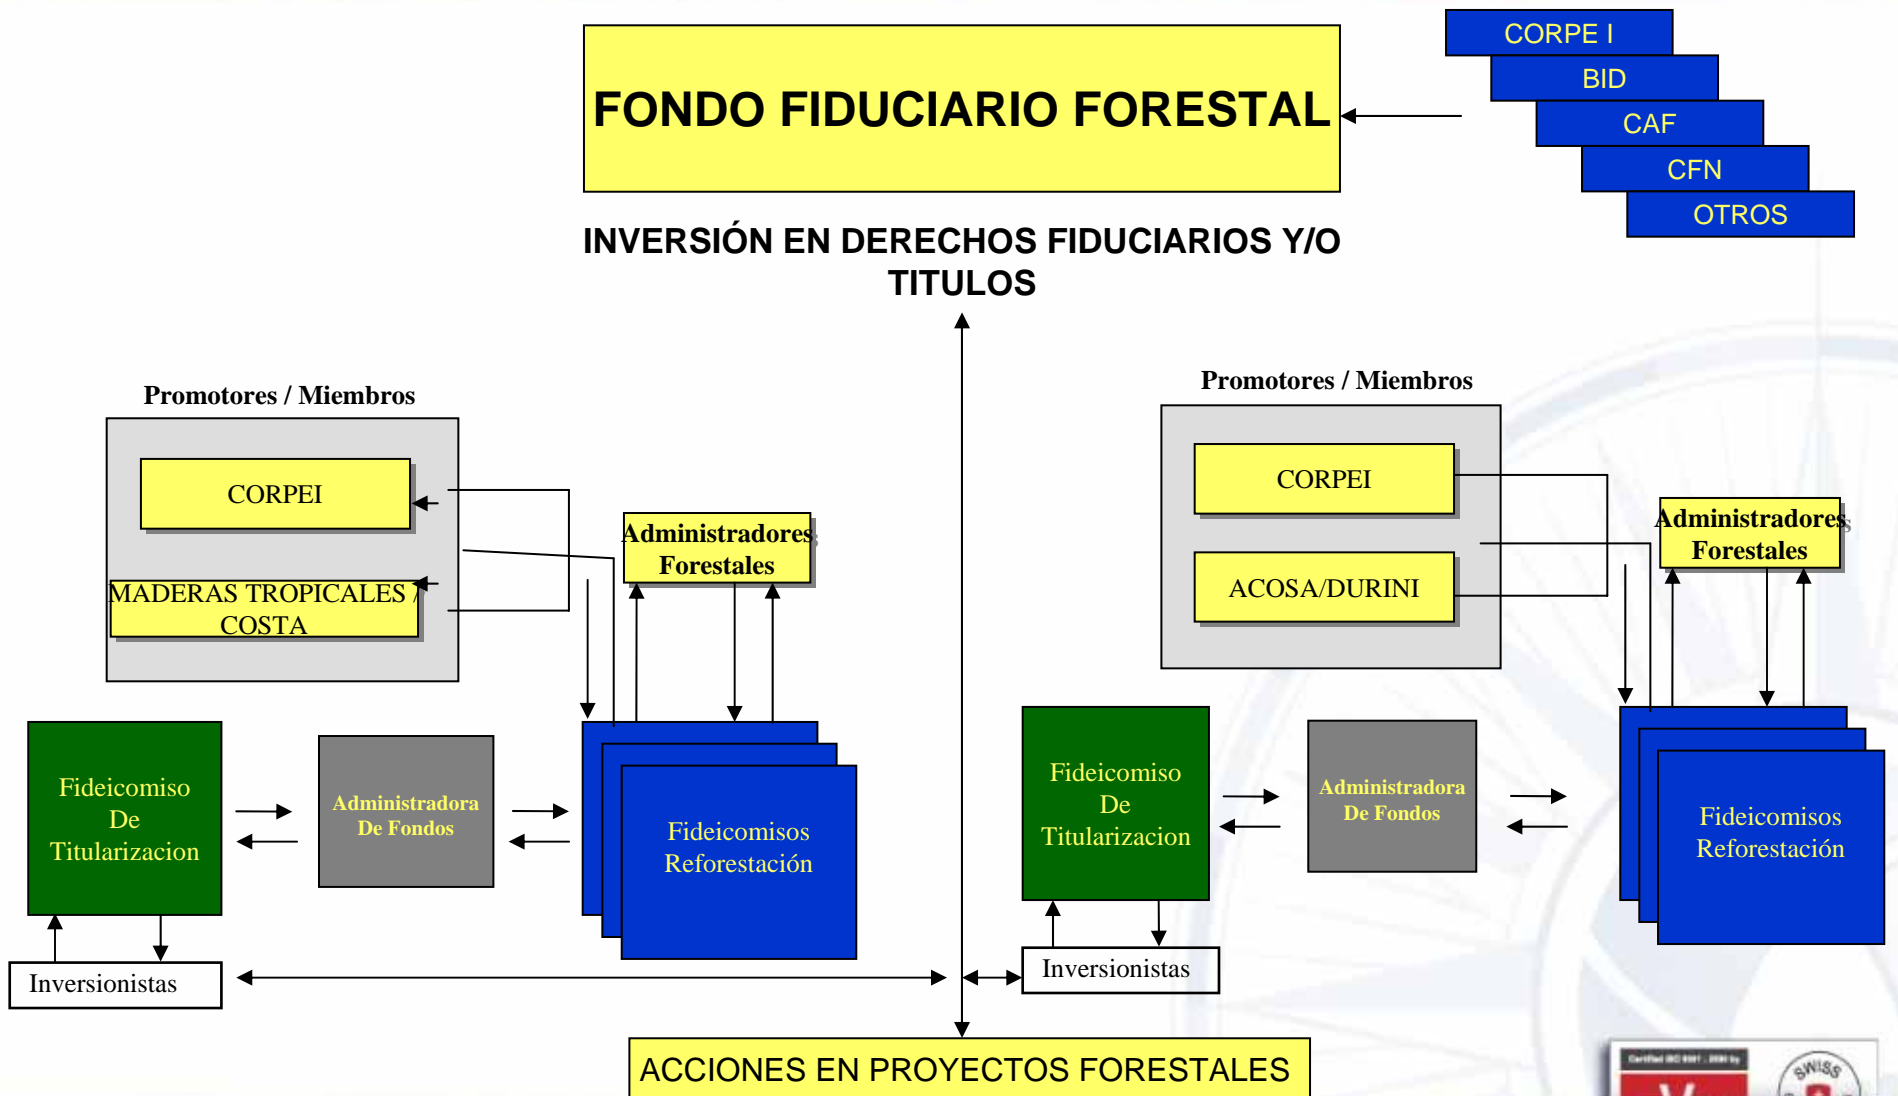 FONDO FIDUCIARIO FORESTAL
CORPE I
BID
CAF
CFN
OTROS
INVERSIÓN EN DERECHOS FIDUCIARIOS Y/O
TITULOS
Promotores / Miembros
CORPEI
MADERAS TROPICALES /
COSTA
Administradores
Forestales
Fideicomiso
De
Titularizacion
Administradora
De Fondos
Fideicomisos
Reforestación
Inversionistas
Promotores / Miembros
CORPEI
ACOSA/DURINI
Administradores
Forestales
Fideicomiso
De
Titularizacion
Administradora
De Fondos
Fideicomisos
Reforestación
Inversionistas
ACCIONES EN PROYECTOS FORESTALES
SWISS